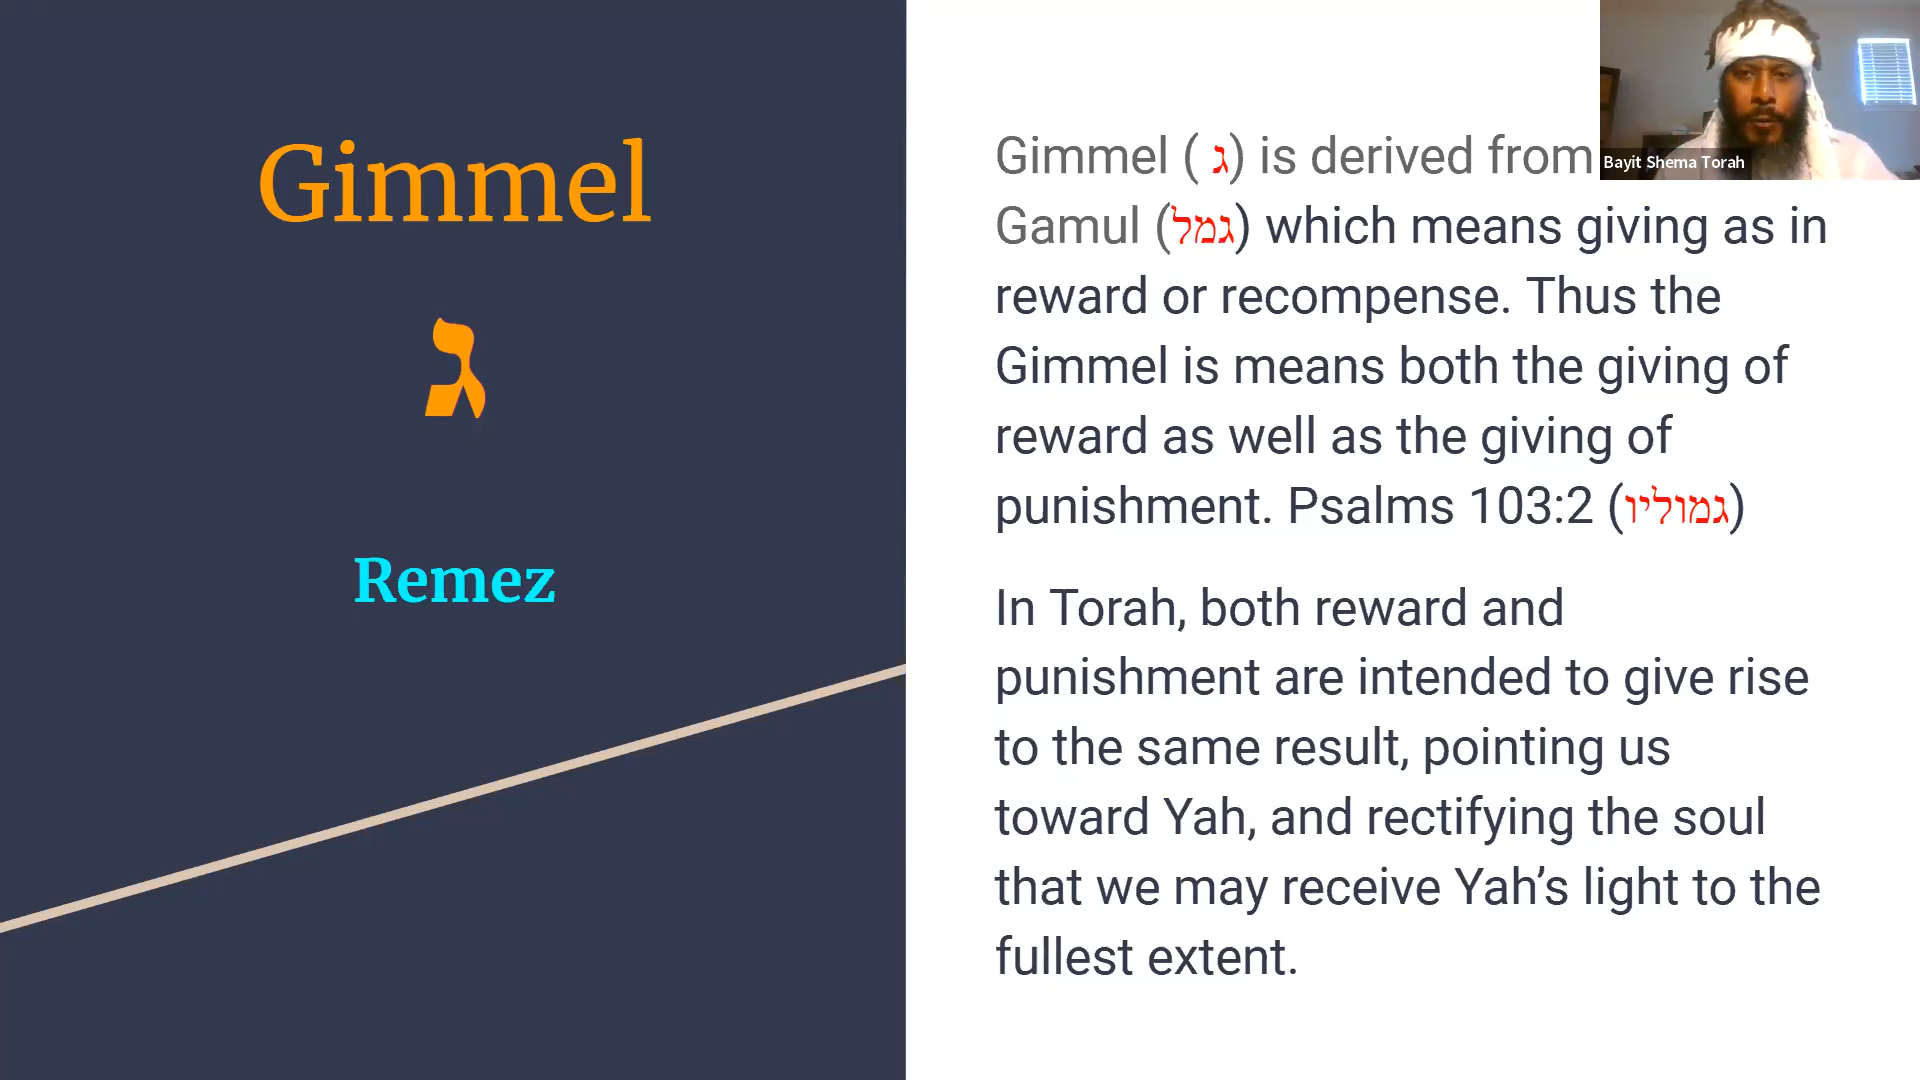 Gimmel
ג
Remez
Gimmel ( ג) is derived from
Gamul (גמל) which means giving as in
reward or recompense. Thus the
Gimmel is means both the giving of
reward as well as the giving of
punishment. Psalms 103:2 (גמוליו)
In Torah, both reward and
punishment are intended to give rise
to the same result, pointing us
toward Yah, and rectifying the soul
that we may receive Yah’s light to the
fullest extent.
Bayit Shema Torah